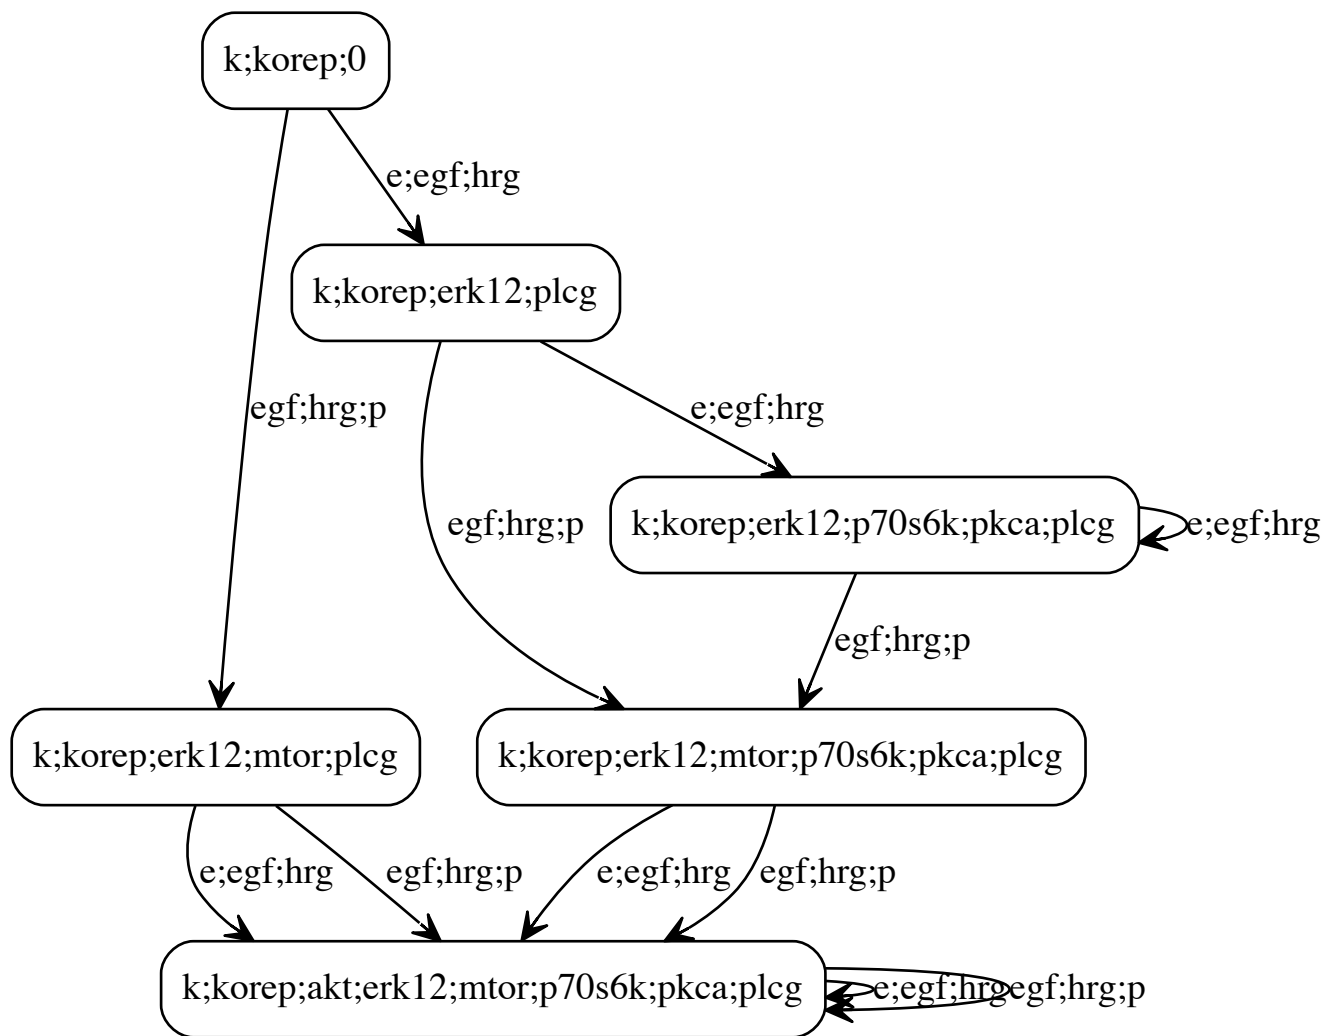 k;korep;0
e;egf;hrg
k;korep;erk12;plcg
egf;hrg;p
e;egf;hrg
egf;hrg;p
k;korep;erk12;p70s6k;pkca;plcg
e;egf;hrg
egf;hrg;p
k;korep;erk12;mtor;plcg
k;korep;erk12;mtor;p70s6k;pkca;plcg
e;egf;hrg
egf;hrg;p
e;egf;hrg
egf;hrg;p
k;korep;akt;erk12;mtor;p70s6k;pkca;plcg
e;egf;hrg
egf;hrg;p